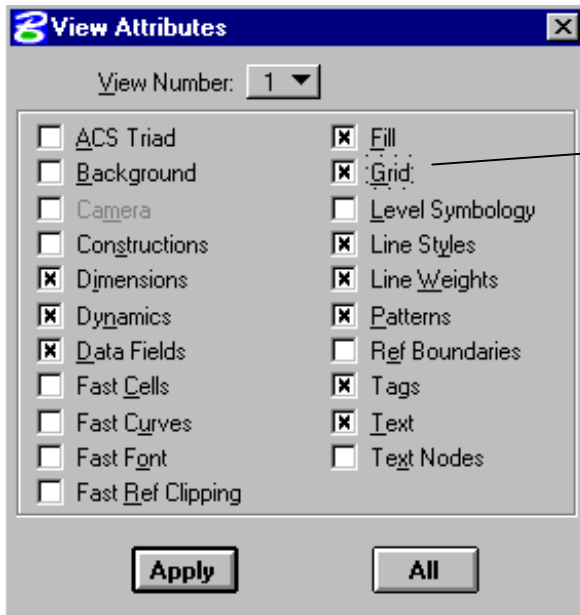 View Attributes
View Number: 1
ACS Triad
Background
Camera
Constructions
Dimensions
Dynamics
Data Fields
Fast Cells
Fast Curves
Fast Font
Fast Ref Clipping
Fill
Grid
Level Symbology
Line Styles
Line Weights
Patterns
Ref Boundaries
Tags
Text
Text Nodes
Apply
All